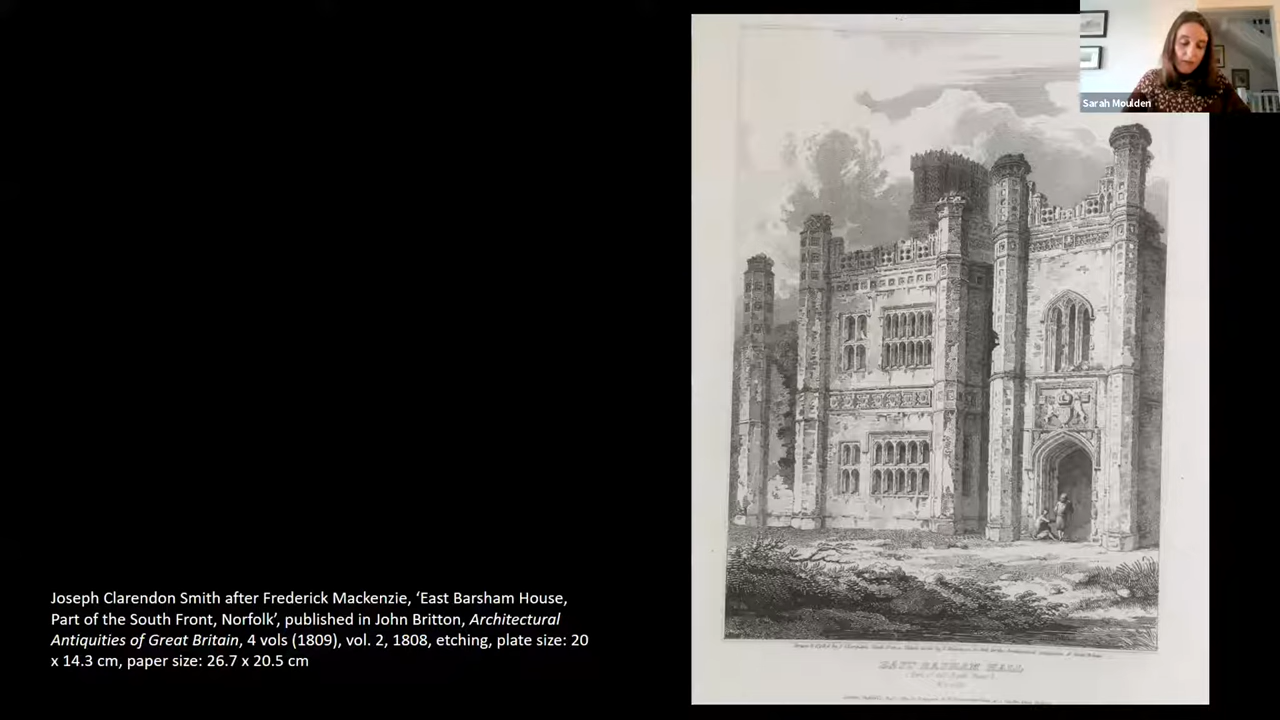 Sarah Moulden
Joseph Clarendon Smith after Frederick Mackenzie, ‘East Barsham House,
Part of the South Front, Norfolk’, published in John Britton, Architectural
Antiquities of Great Britain, 4 vols (1809), vol. 2, 1808, etching, plate size: 20
x 14.3 cm, paper size: 26.7 x 20.5 cm
HALL